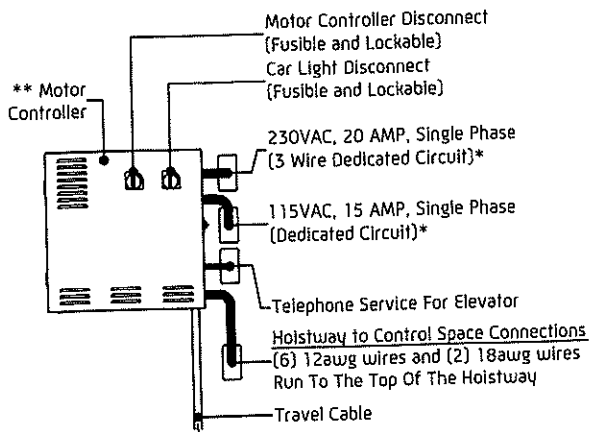 Motor Controller Disconnect
(Fusible and Lockable)
Car Light Disconnect
(Fusible and Lockable)
** Motor
Controller
230VAC, 20 AMP, Single Phase
(3 Wire Dedicated Circuit)*
115VAC, 15 AMP, Single Phase
(Dedicated Circuit)*
Telephone Service For Elevator
Hoistway to Control Space Connections
(6) 12awg wires and (2) 18awg wires
Run To The Top Of The Hoistway
Travel Cable